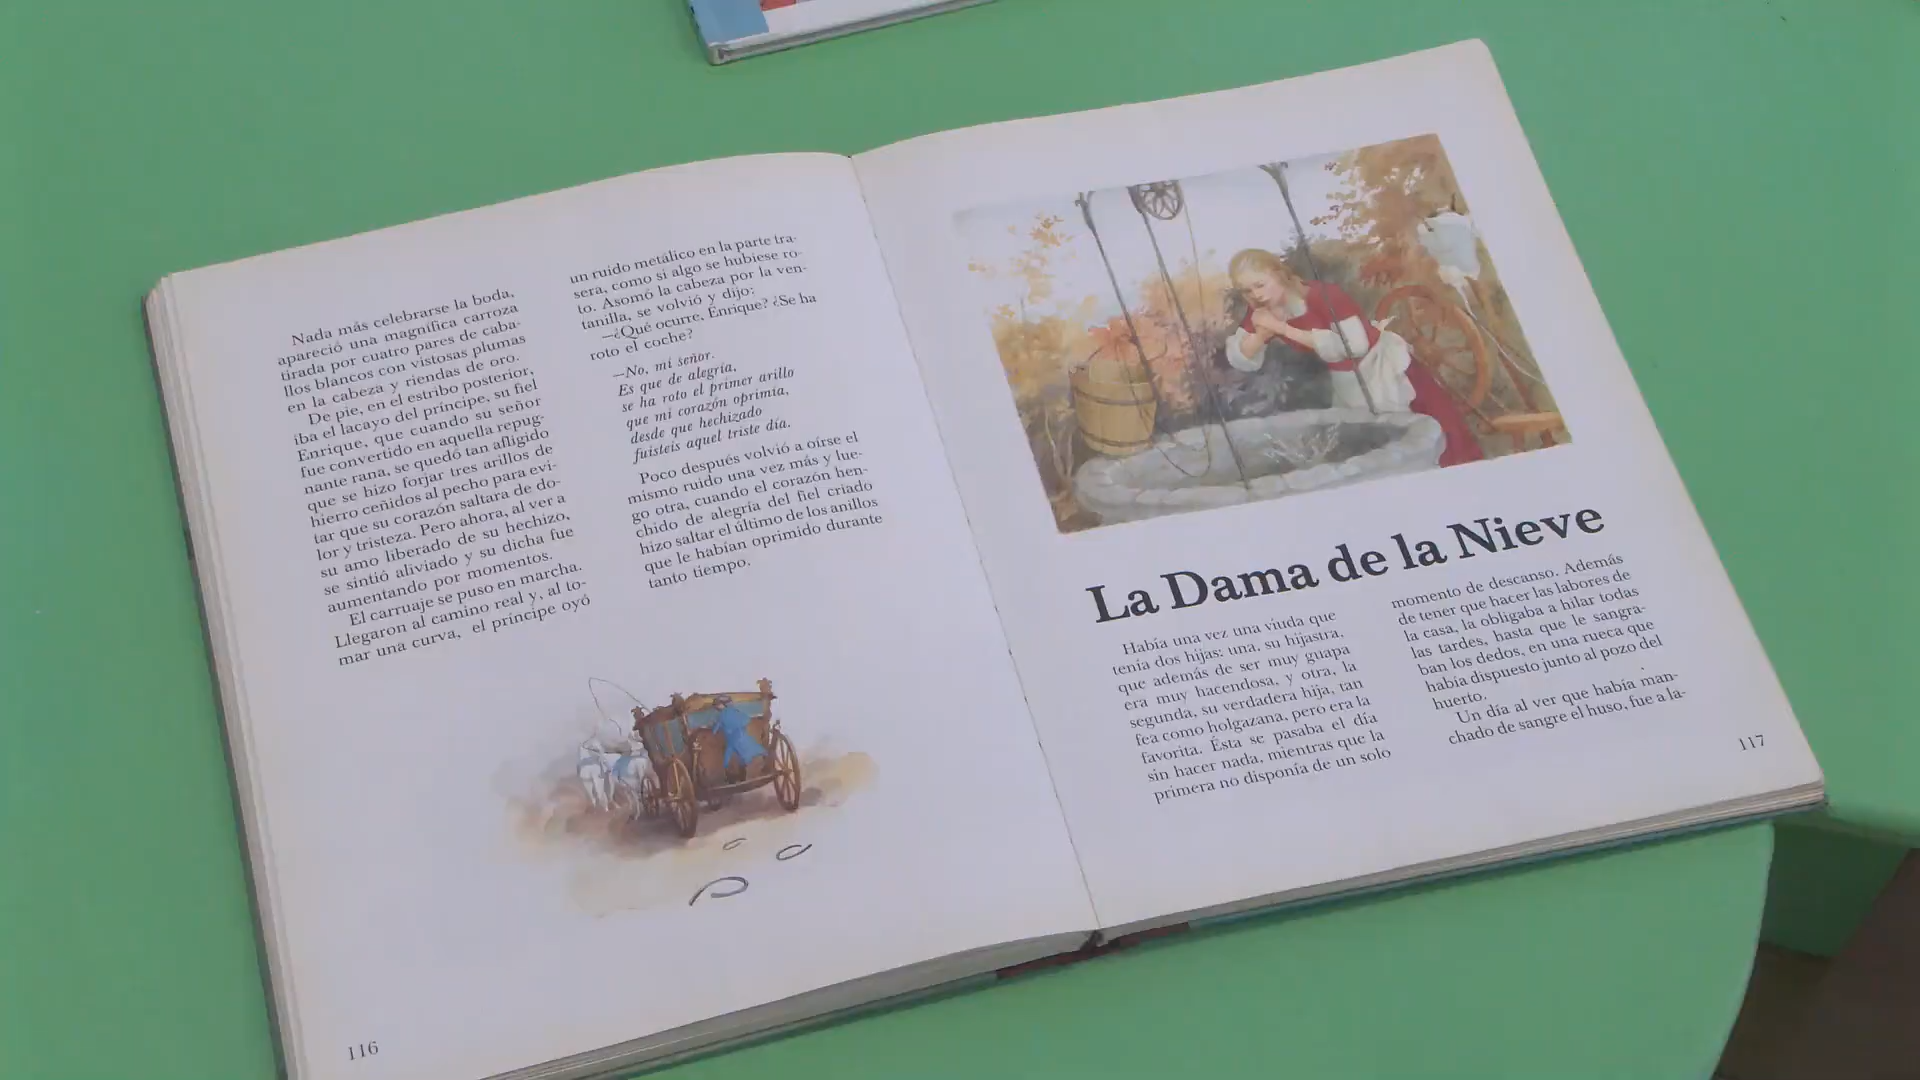 Nada más celebrarse la boda,
apareció una magnífica carroza
tirada por cuatro pares de caba-
llos blancos con vistosas plumas
en la cabeza y riendas de oro.
De pie, en el estribo posterior,
iba el lacayo del príncipe, su fiel
Enrique, que cuando su señor
fue convertido en aquella repug-
nante rana, se quedó tan afligido
que se hizo forjar tres arillos de
hierro ceñidos al pecho para evi-
tar que su corazón saltara de do-
lor y tristeza. Pero ahora, al ver a
su amo liberado de su hechizo,
se sintió aliviado y su dicha fue
aumentando por momentos.
El carruaje se puso en marcha.
Llegaron al camino real y, al to-
mar una curva, el príncipe oyó
un ruido metálico en la parte tra-
sera, como si algo se hubiese ro-
to. Asomó la cabeza por la ven-
tanilla, se volvió y dijo:
—¿Qué ocurre, Enrique? ¿Se ha
roto el coche?
—No, mi señor.
Es que de alegría,
se ha roto el primer arillo
que mi corazón oprimía,
desde que hechizado
fuisteis aquel triste día.
Poco después volvió a oírse el
mismo ruido una vez más y lue-
go otra, cuando el corazón hen-
chido de alegría del fiel criado
hizo saltar el último de los anillos
que le habían oprimido durante
tanto tiempo.
116
La Dama de la Nieve
Había una vez una viuda que
tenía dos hijas: una, su hijastra,
que además de ser muy guapa
era muy hacendosa, y otra, la
segunda, su verdadera hija, tan
fea como holgazana, pero era la
favorita. Ésta se pasaba el día
sin hacer nada, mientras que la
primera no disponía de un solo
momento de descanso. Además
de tener que hacer las labores de
la casa, la obligaba a hilar todas
las tardes, hasta que le sangra-
ban los dedos, en una rueca que
había dispuesto junto al pozo del
huerto.
Un día al ver que había man-
chado de sangre el huso, fue a la-
117